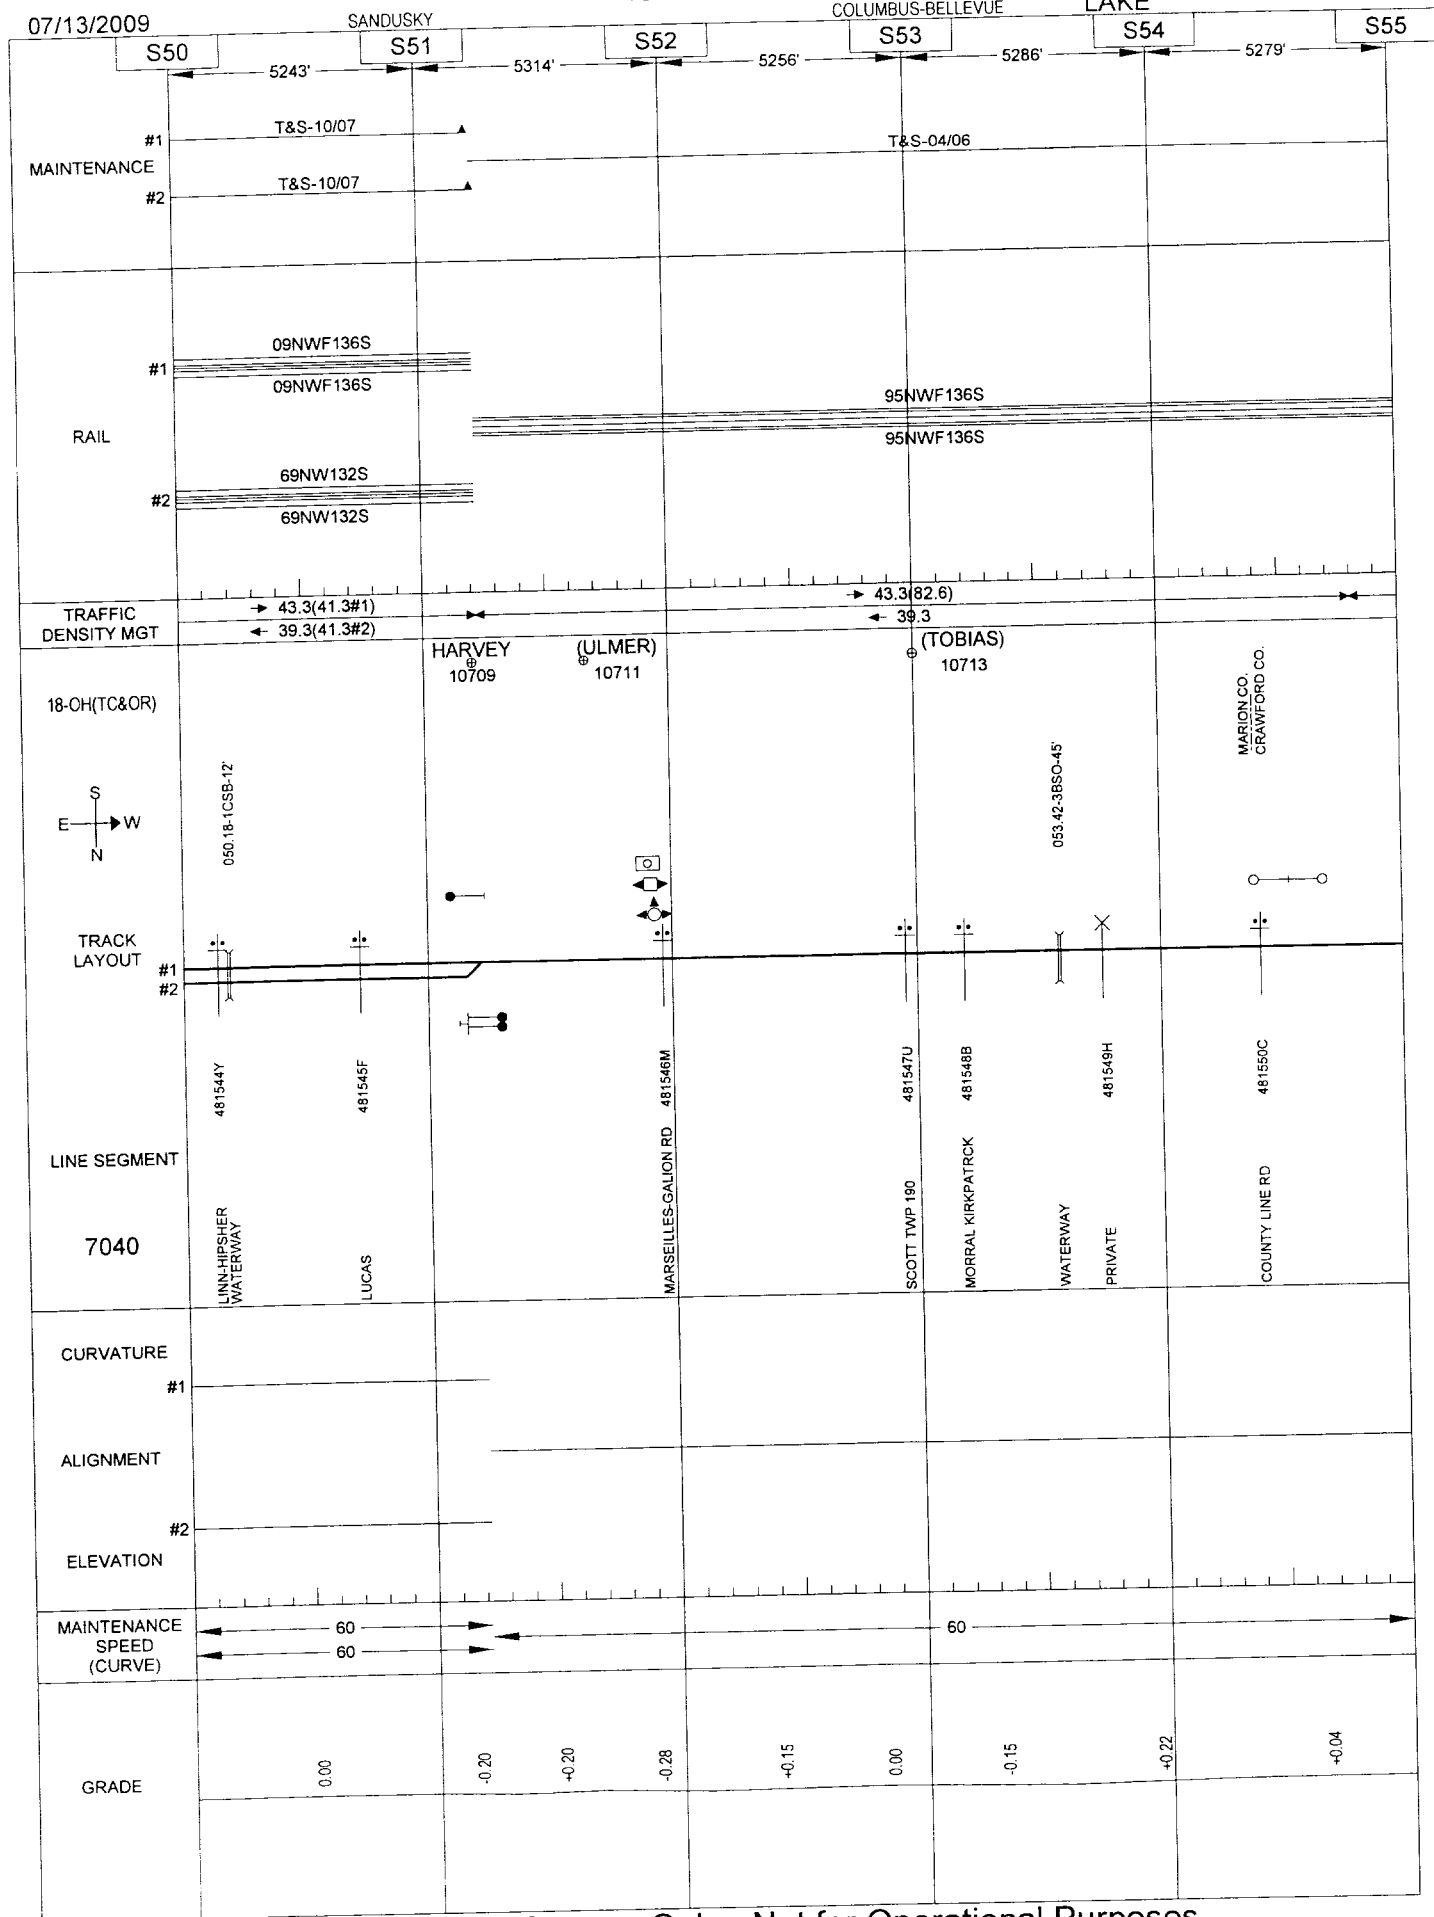 07/13/2009
SANDUSKY
COLUMBUS-BELLEVUE
LAKE
S50
S51
S52
S53
S54
S55
5243'
5314'
5256'
5286'
5279'
MAINTENANCE
#1
T&S-10/07
T&S-04/06
#2
T&S-10/07
RAIL
#1
09NWF136S
09NWF136S
95NWF136S
95NWF136S
#2
69NW132S
69NW132S
TRAFFIC
DENSITY MGT
43.3(41.3#1)
39.3(41.3#2)
43.3(82.6)
39.3
18-OH(TC&OR)
HARVEY
10709
(ULMER)
10711
(TOBIAS)
10713
MARION CO.
CRAWFORD CO.
S
E
W
N
050.18-1CSB-12'
053.42-3BSO-45'
TRACK
LAYOUT
#1
#2
481544Y
481545F
481546M
481547U
481548B
481549H
481550C
LINE SEGMENT
7040
LINN-HIPSHER
WATERWAY
LUCAS
MARSEILLES-GALION RD
SCOTT TWP 190
MORRAL KIRKPATRCK
WATERWAY
PRIVATE
COUNTY LINE RD
CURVATURE
#1
ALIGNMENT
#2
ELEVATION
MAINTENANCE
SPEED
(CURVE)
60
60
60
GRADE
0.00
-0.20
+0.20
-0.28
+0.15
0.00
-0.15
+0.22
+0.04
Not for Operational Purposes